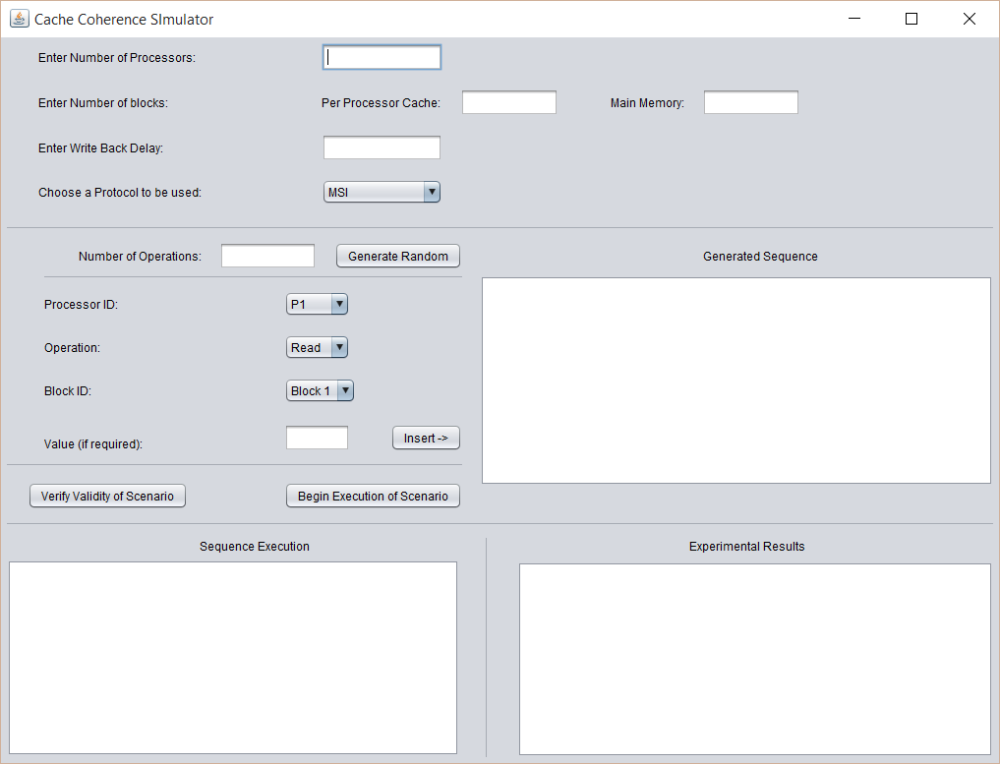 Cache Coherence SImulator
Enter Number of Processors:
Enter Number of blocks: Per Processor Cache: Main Memory:
Enter Write Back Delay:
Choose a Protocol to be used: MSI
Number of Operations: Generate Random
Generated Sequence
Processor ID: P1
Operation: Read
Block ID: Block 1
Value (if required): Insert ->
Verify Validity of Scenario Begin Execution of Scenario
Sequence Execution
Experimental Results